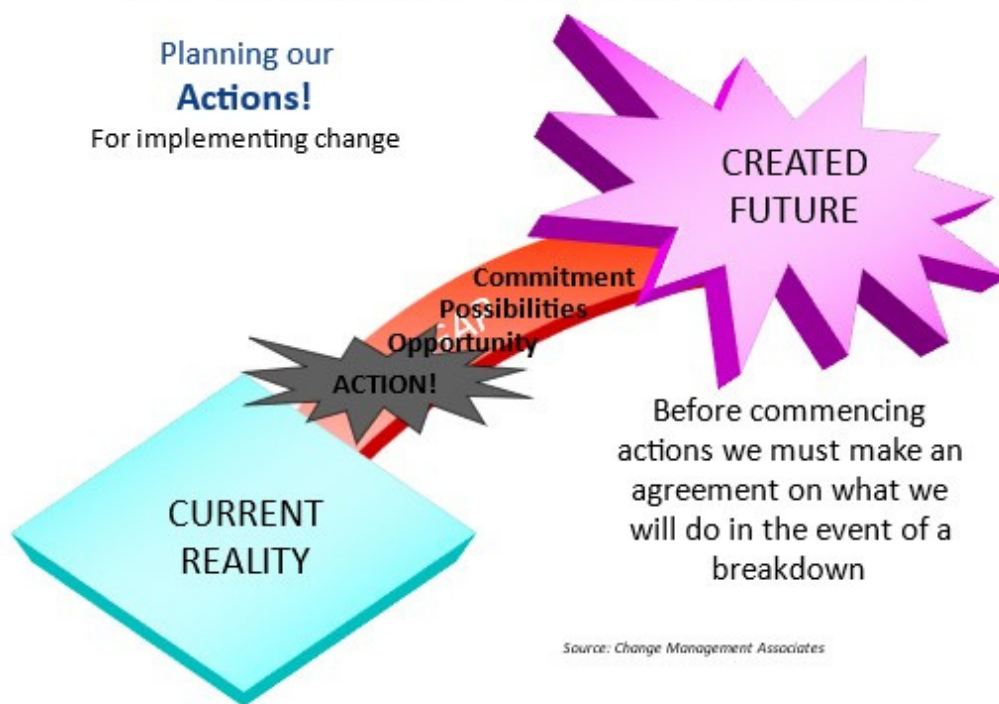 Planning our
Actions!
For implementing change
CREATED
FUTURE
Commitment
Possibilities
GAP
Opportunity
ACTION!
CURRENT
REALITY
Before commencing
actions we must make an
agreement on what we
will do in the event of a
breakdown
Source: Change Management Associates